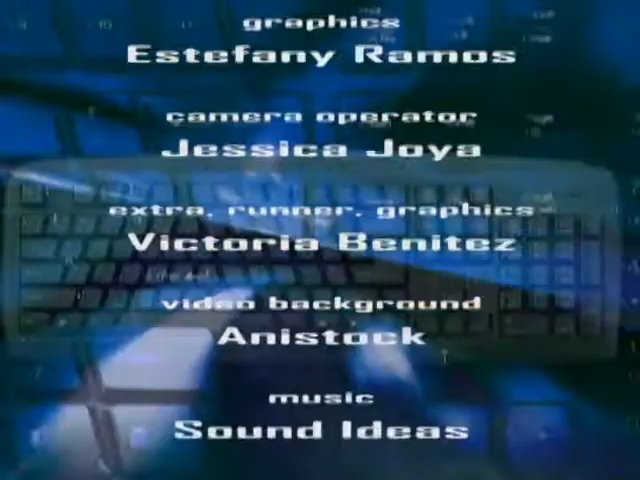 graphics
Estefany Ramos
camera operator
Jessica Joya
extra, runner, graphics
Victoria Benitez
video background
Anistock
music
Sound Ideas